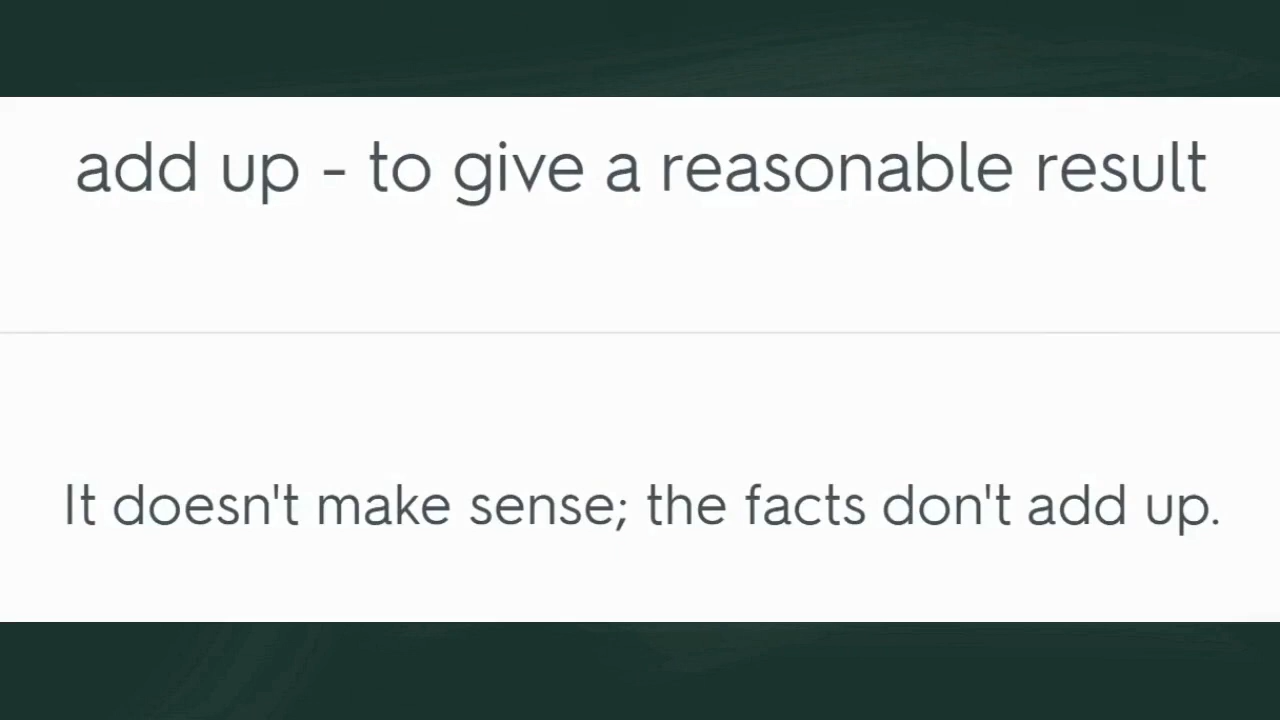 add up - to give a reasonable result
It doesn't make sense; the facts don't add up.